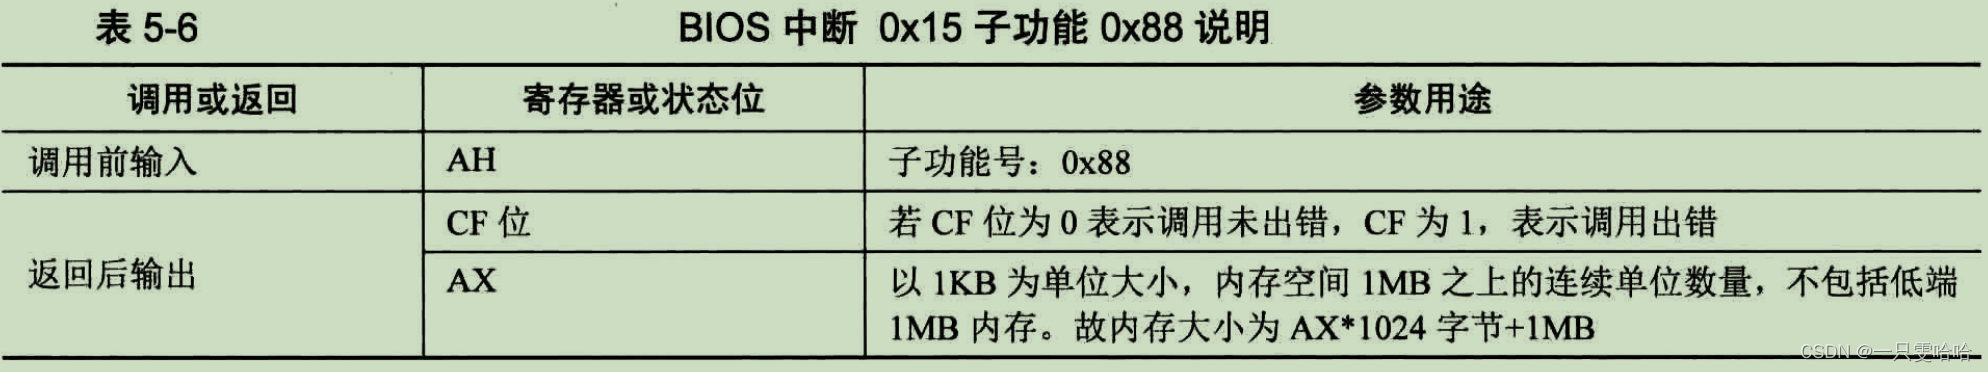 表 5-6 BIOS 中断 0x15 子功能 0x88 说明
调用或返回 寄存器或状态位 参数用途
调用前输入 AH 子功能号：0x88
CF 位 若 CF 位为 0 表示调用未出错，CF 为 1，表示调用出错
返回后输出
AX 以 1KB 为单位大小，内存空间 1MB 之上的连续单位数量，不包括低端
1MB 内存。故内存大小为 AX*1024 字节+1MB
CSDN @一只雯哈哈